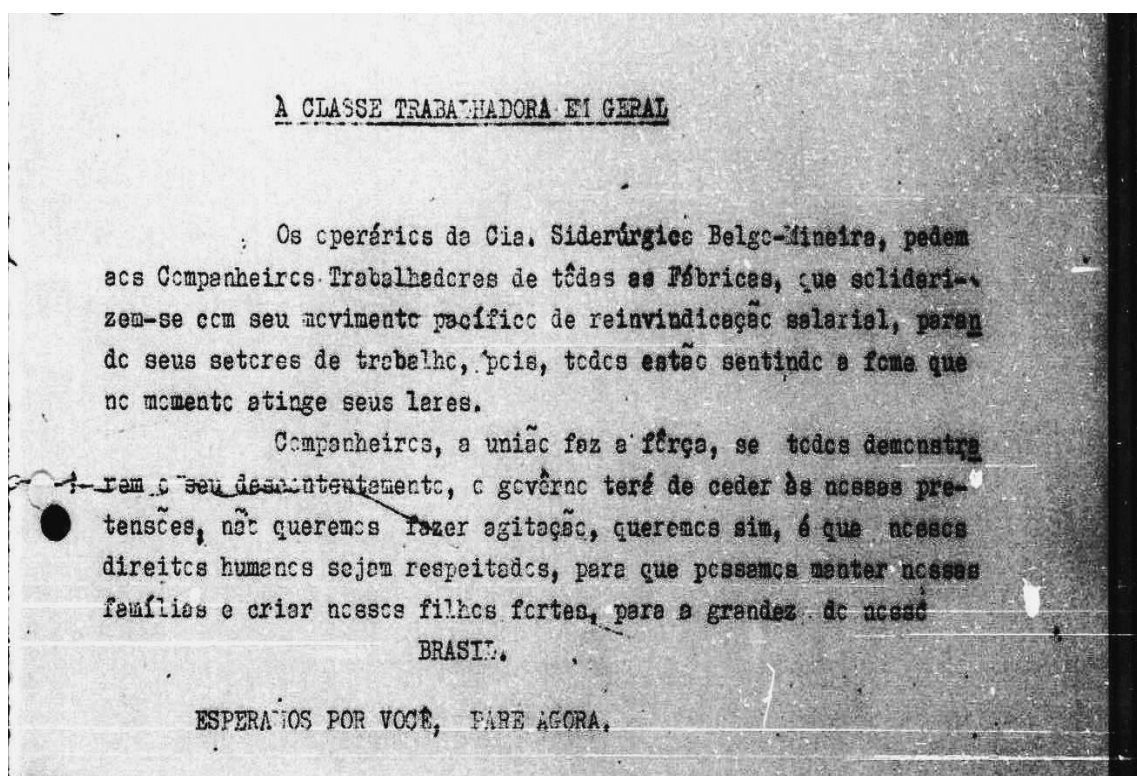 À CLASSE TRABALHADORA EM GERAL
Os operários da Cia. Siderúrgica Belgo-Mineira, pedem
aos Companheiros Trabalhadores de tôdas as Fábricas, que solidari-
zem-se com seu movimento pacífico de reinvindicação salarial, paran
do seus setores de trabalho, pois, todos estão sentindo a fome que
no momento atinge seus lares.
Companheiros, a união faz a fôrça, se todos demonstra
rem o seu descontentamento, o govêrno terá de ceder às nossas pre-
tensões, não queremos fazer agitação, queremos sim, é que nossos
direitos humanos sejam respeitados, para que possamos manter nossas
famílias e criar nossos filhos fortes, para a grandez do nosso
BRASIL.
ESPERAMOS POR VOCÊ, PARE AGORA.